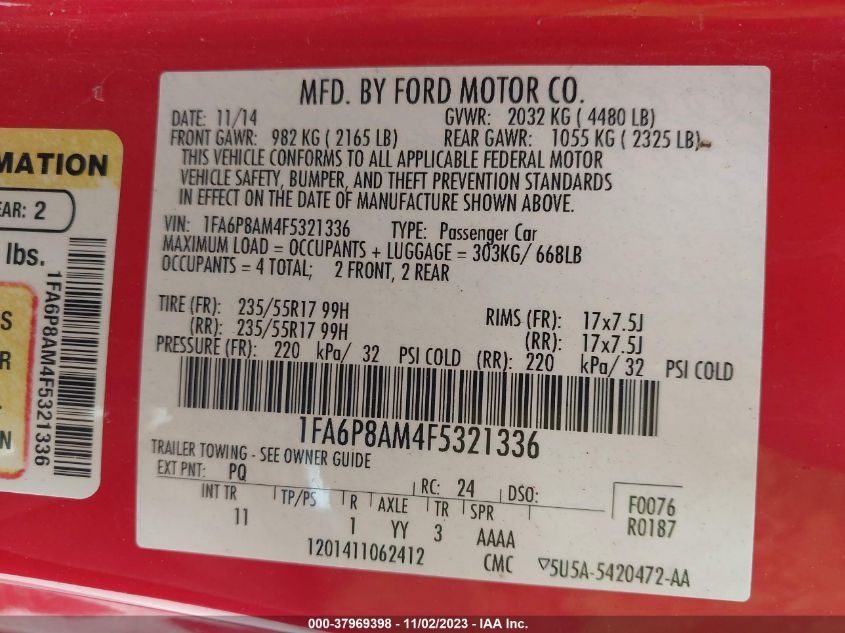 MFD. BY FORD MOTOR CO.
DATE: 11/14 GVWR: 2032 KG ( 4480 LB)
FRONT GAWR: 982 KG ( 2165 LB) REAR GAWR: 1055 KG ( 2325 LB)
THIS VEHICLE CONFORMS TO ALL APPLICABLE FEDERAL MOTOR
VEHICLE SAFETY, BUMPER, AND THEFT PREVENTION STANDARDS
IN EFFECT ON THE DATE OF MANUFACTURE SHOWN ABOVE.
VIN: 1FA6P8AM4F5321336 TYPE: Passenger Car
MAXIMUM LOAD = OCCUPANTS + LUGGAGE = 303KG/ 668LB
OCCUPANTS = 4 TOTAL; 2 FRONT, 2 REAR
TIRE (FR): 235/55R17 99H RIMS (FR): 17x7.5J
(RR): 235/55R17 99H (RR): 17x7.5J
PRESSURE (FR): 220 kPa/ 32 PSI COLD (RR): 220 kPa/ 32 PSI COLD
1FA6P8AM4F5321336
TRAILER TOWING - SEE OWNER GUIDE
EXT PNT: PQ RC: 24 DSO:
INT TR TP/PS R AXLE TR SPR F0076
11 1 YY 3 AAAA R0187
1201411062412 CMC 5U5A-5420472-AA
MATION
EAR: 2
lbs.
1FA6P8AM4F5321336
S
R
L
N
000-37969398 - 11/02/2023 - IAA Inc.